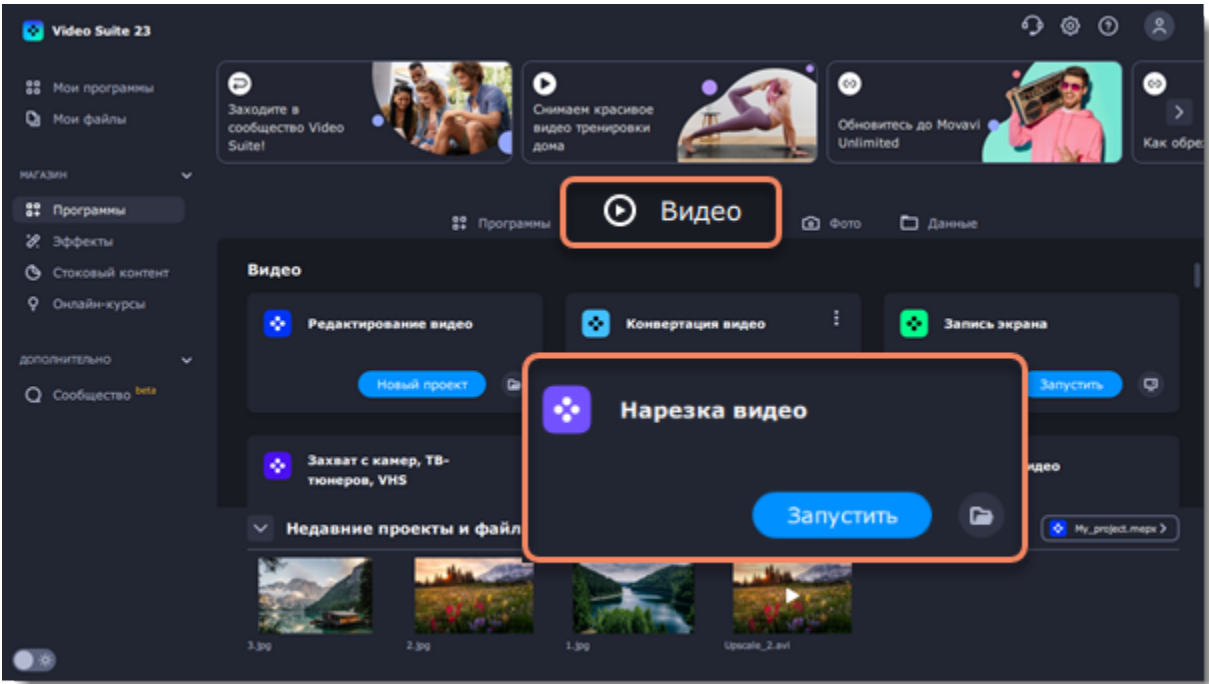 Video Suite 23
Мои программы
Мои файлы
МАГАЗИН
Программы
Эффекты
Стоковый контент
Онлайн-курсы
ДОПОЛНИТЕЛЬНО
Сообщество beta
Заходите в
сообщество Video
Suite!
Снимаем красивое
видео тренировки
дома
Обновитесь до Movavi
Unlimited
Как обре
Программы
Видео
Фото
Данные
Видео
Редактирование видео
Новый проект
Конвертация видео
Запись экрана
Запустить
Захват с камер, ТВ-
тюнеров, VHS
Нарезка видео
Запустить
идео
Недавние проекты и файл
My_project.mepx
3.jpg
2.jpg
1.jpg
Upscale_2.avi